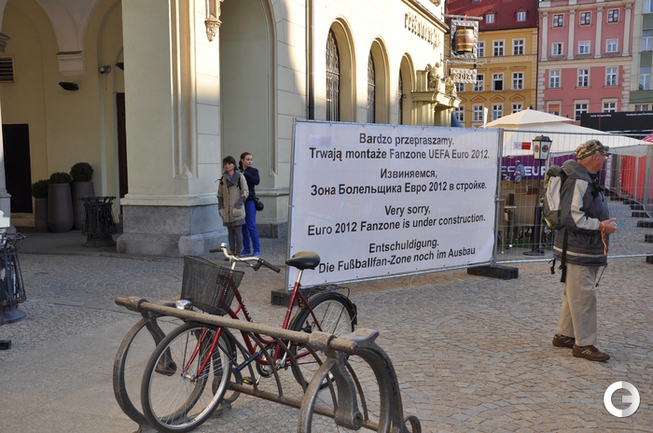 Bardzo przepraszamy.
Trwają montaże Fanzone UEFA Euro 2012.
Извиняемся,
Зона Болельщика Евро 2012 в стройке.
Very sorry,
Euro 2012 Fanzone is under construction.
Entschuldigung.
Die Fußballfan-Zone noch im Ausbau